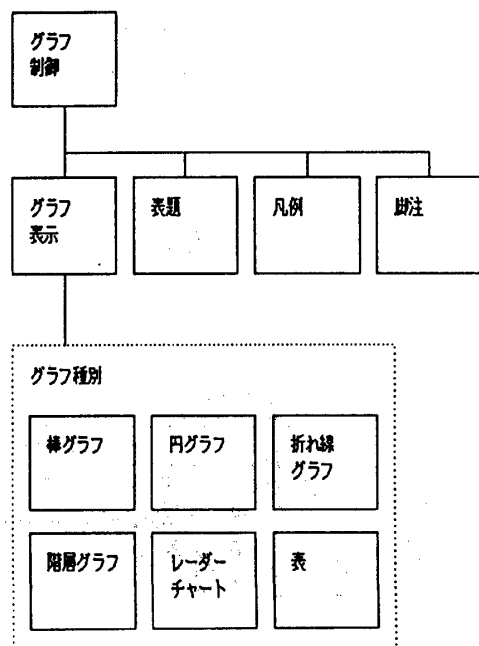 グラフ
制御
グラフ
表示
表題
凡例
脚注
グラフ種別
棒グラフ
円グラフ
折れ線
グラフ
階層グラフ
レーダー
チャート
表